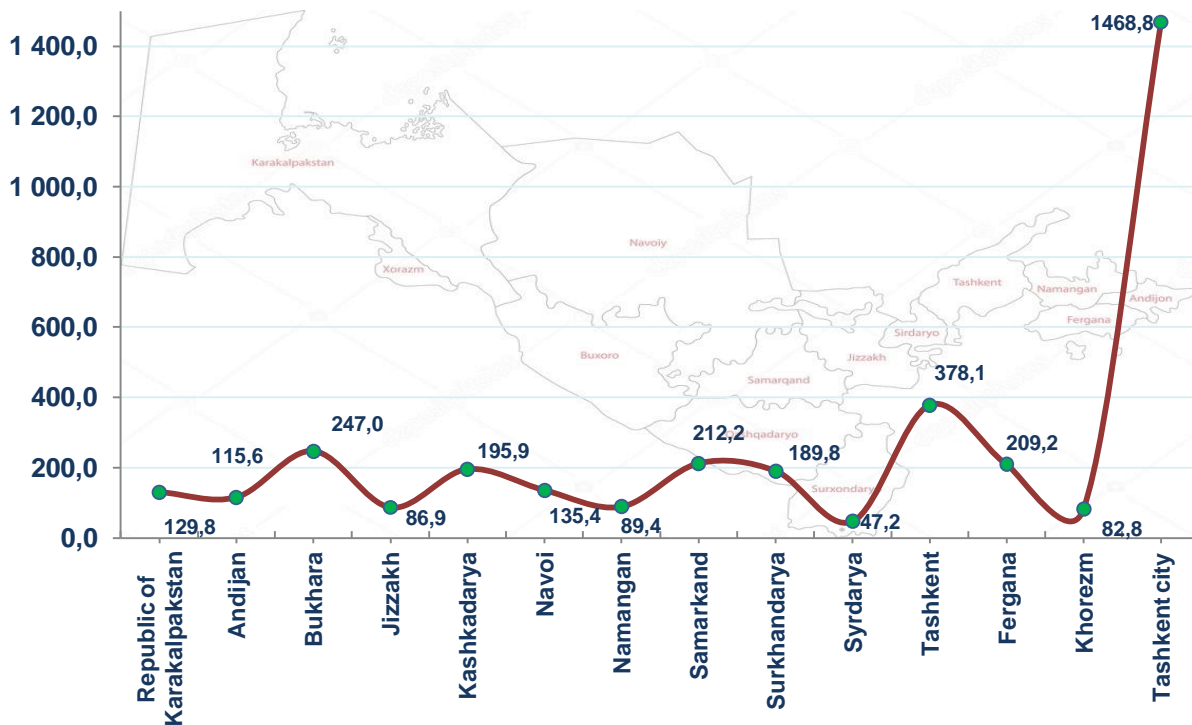 1 400,0
1 200,0
1 000,0
800,0
600,0
400,0
200,0
0,0
129,8
115,6
247,0
86,9
195,9
135,4
89,4
212,2
189,8
47,2
378,1
209,2
82,8
1468,8
Karakalpakstan
Xorazm
Navoiy
Buxoro
Samarqand
Jizzakh
Sirdaryo
Tashkent
Namangan
Andijon
Fergana
Republic of
Karakalpakstan
Andijan
Bukhara
Jizzakh
Kashkadarya
Navoi
Namangan
Samarkand
Surkhandarya
Syrdarya
Tashkent
Fergana
Khorezm
Tashkent city